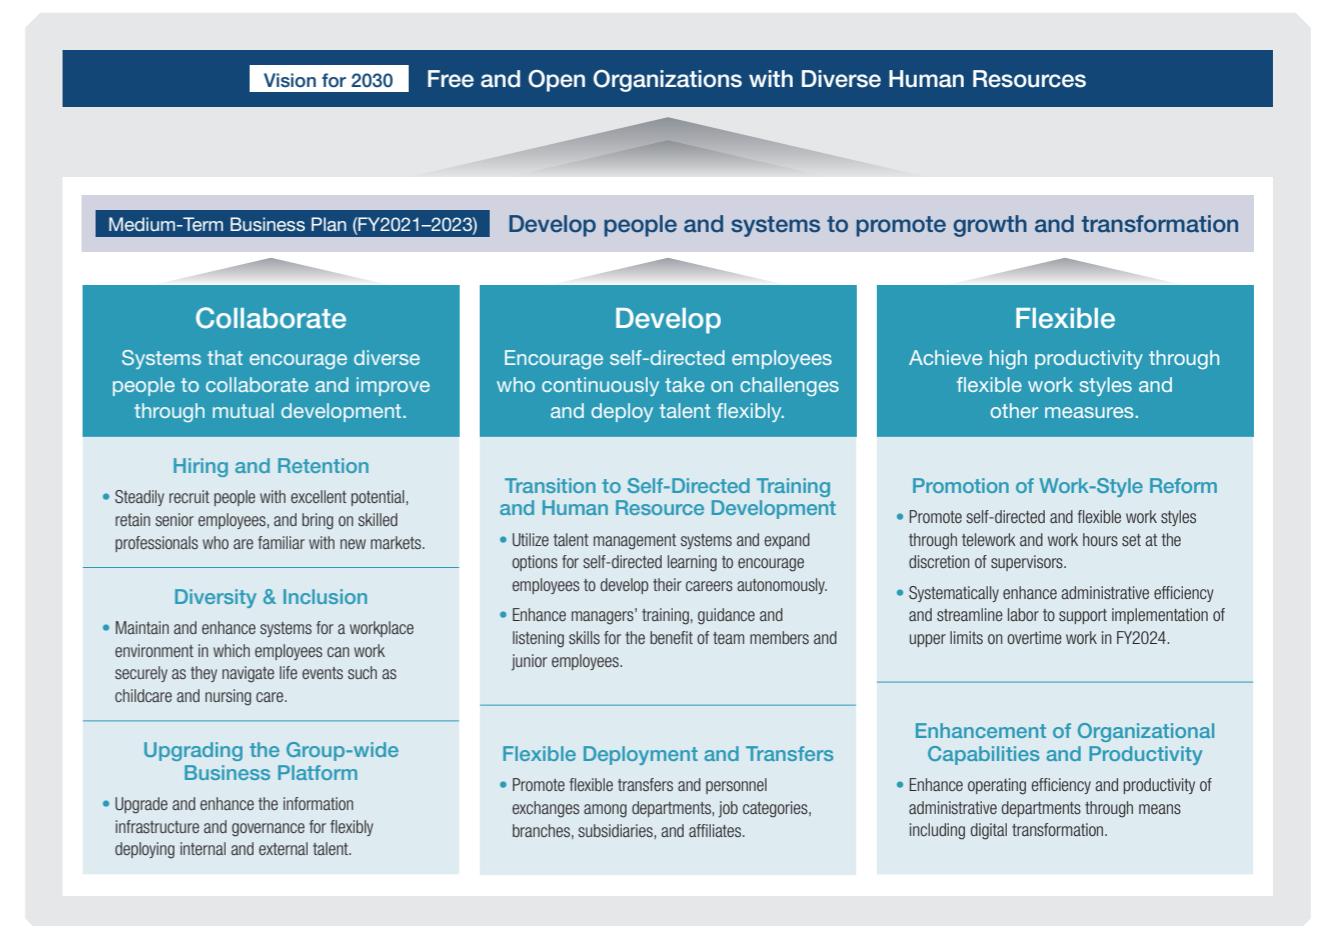 Vision for 2030 Free and Open Organizations with Diverse Human Resources
Medium-Term Business Plan (FY2021–2023) Develop people and systems to promote growth and transformation
Collaborate
Systems that encourage diverse
people to collaborate and improve
through mutual development.
Hiring and Retention
• Steadily recruit people with excellent potential,
retain senior employees, and bring on skilled
professionals who are familiar with new markets.
Diversity & Inclusion
• Maintain and enhance systems for a workplace
environment in which employees can work
securely as they navigate life events such as
childcare and nursing care.
Upgrading the Group-wide
Business Platform
• Upgrade and enhance the information
infrastructure and governance for flexibly
deploying internal and external talent.
Develop
Encourage self-directed employees
who continuously take on challenges
and deploy talent flexibly.
Transition to Self-Directed Training
and Human Resource Development
• Utilize talent management systems and expand
options for self-directed learning to encourage
employees to develop their careers autonomously.
• Enhance managers’ training, guidance and
listening skills for the benefit of team members and
junior employees.
Flexible Deployment and Transfers
• Promote flexible transfers and personnel
exchanges among departments, job categories,
branches, subsidiaries, and affiliates.
Flexible
Achieve high productivity through
flexible work styles and
other measures.
Promotion of Work-Style Reform
• Promote self-directed and flexible work styles
through telework and work hours set at the
discretion of supervisors.
• Systematically enhance administrative efficiency
and streamline labor to support implementation of
upper limits on overtime work in FY2024.
Enhancement of Organizational
Capabilities and Productivity
• Enhance operating efficiency and productivity of
administrative departments through means
including digital transformation.